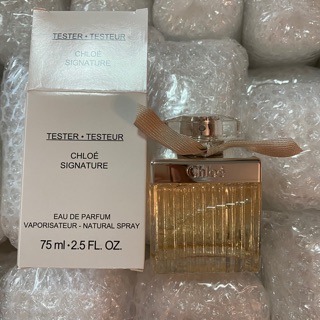 TESTER • TESTEUR
CHLOÉ
SIGNATURE
TESTER • TESTEUR
CHLOÉ
SIGNATURE
EAU DE PARFUM
VAPORISATEUR - NATURAL SPRAY
75 ml • 2.5 FL. OZ.
Chloé